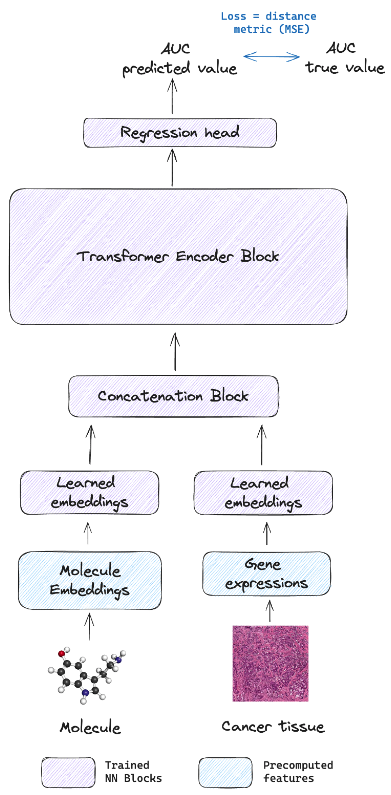 Loss = distance
metric (MSE)
AUC
predicted value
AUC
true value
Regression head
Transformer Encoder Block
Concatenation Block
Learned
embeddings
Learned
embeddings
Molecule
Embeddings
Gene
expressions
Molecule
Cancer tissue
Trained
NN Blocks
Precomputed
features